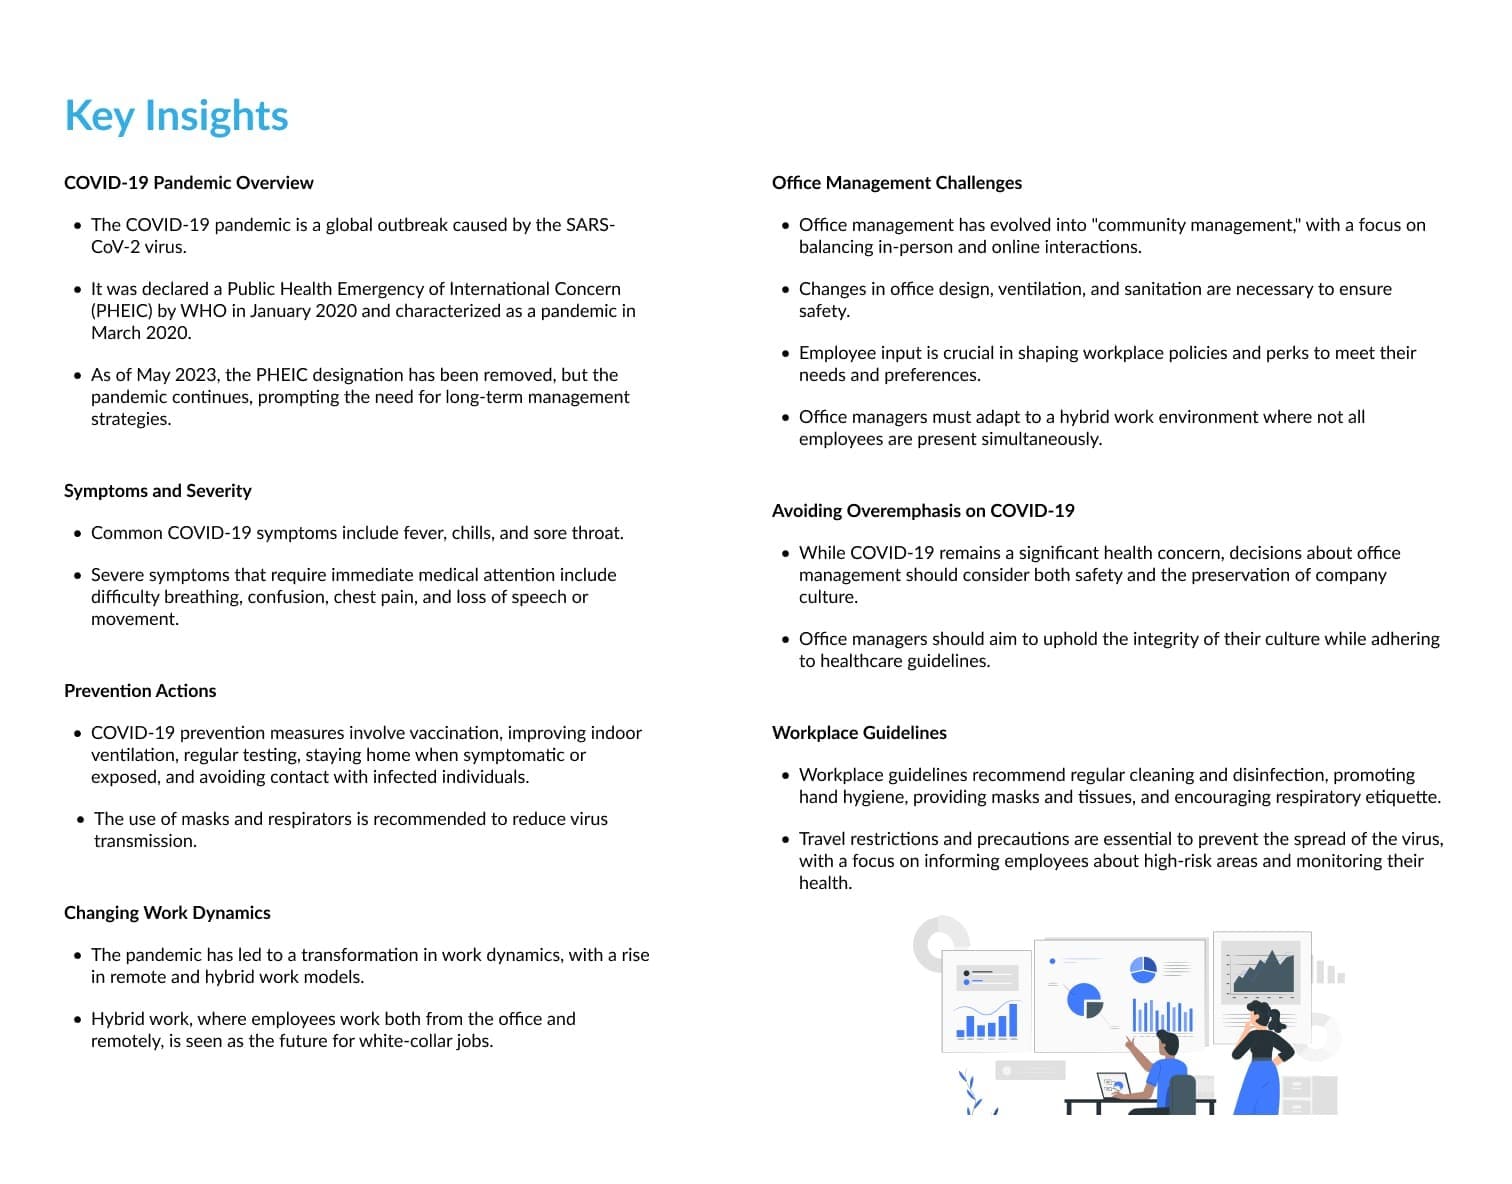 Key Insights
COVID-19 Pandemic Overview
• The COVID-19 pandemic is a global outbreak caused by the SARS-
CoV-2 virus.
• It was declared a Public Health Emergency of International Concern
(PHEIC) by WHO in January 2020 and characterized as a pandemic in
March 2020.
• As of May 2023, the PHEIC designation has been removed, but the
pandemic continues, prompting the need for long-term management
strategies.
Symptoms and Severity
• Common COVID-19 symptoms include fever, chills, and sore throat.
• Severe symptoms that require immediate medical attention include
difficulty breathing, confusion, chest pain, and loss of speech or
movement.
Prevention Actions
• COVID-19 prevention measures involve vaccination, improving indoor
ventilation, regular testing, staying home when symptomatic or
exposed, and avoiding contact with infected individuals.
• The use of masks and respirators is recommended to reduce virus
transmission.
Changing Work Dynamics
• The pandemic has led to a transformation in work dynamics, with a rise
in remote and hybrid work models.
• Hybrid work, where employees work both from the office and
remotely, is seen as the future for white-collar jobs.
Office Management Challenges
• Office management has evolved into "community management," with a focus on
balancing in-person and online interactions.
• Changes in office design, ventilation, and sanitation are necessary to ensure
safety.
• Employee input is crucial in shaping workplace policies and perks to meet their
needs and preferences.
• Office managers must adapt to a hybrid work environment where not all
employees are present simultaneously.
Avoiding Overemphasis on COVID-19
• While COVID-19 remains a significant health concern, decisions about office
management should consider both safety and the preservation of company
culture.
• Office managers should aim to uphold the integrity of their culture while adhering
to healthcare guidelines.
Workplace Guidelines
• Workplace guidelines recommend regular cleaning and disinfection, promoting
hand hygiene, providing masks and tissues, and encouraging respiratory etiquette.
• Travel restrictions and precautions are essential to prevent the spread of the virus,
with a focus on informing employees about high-risk areas and monitoring their
health.